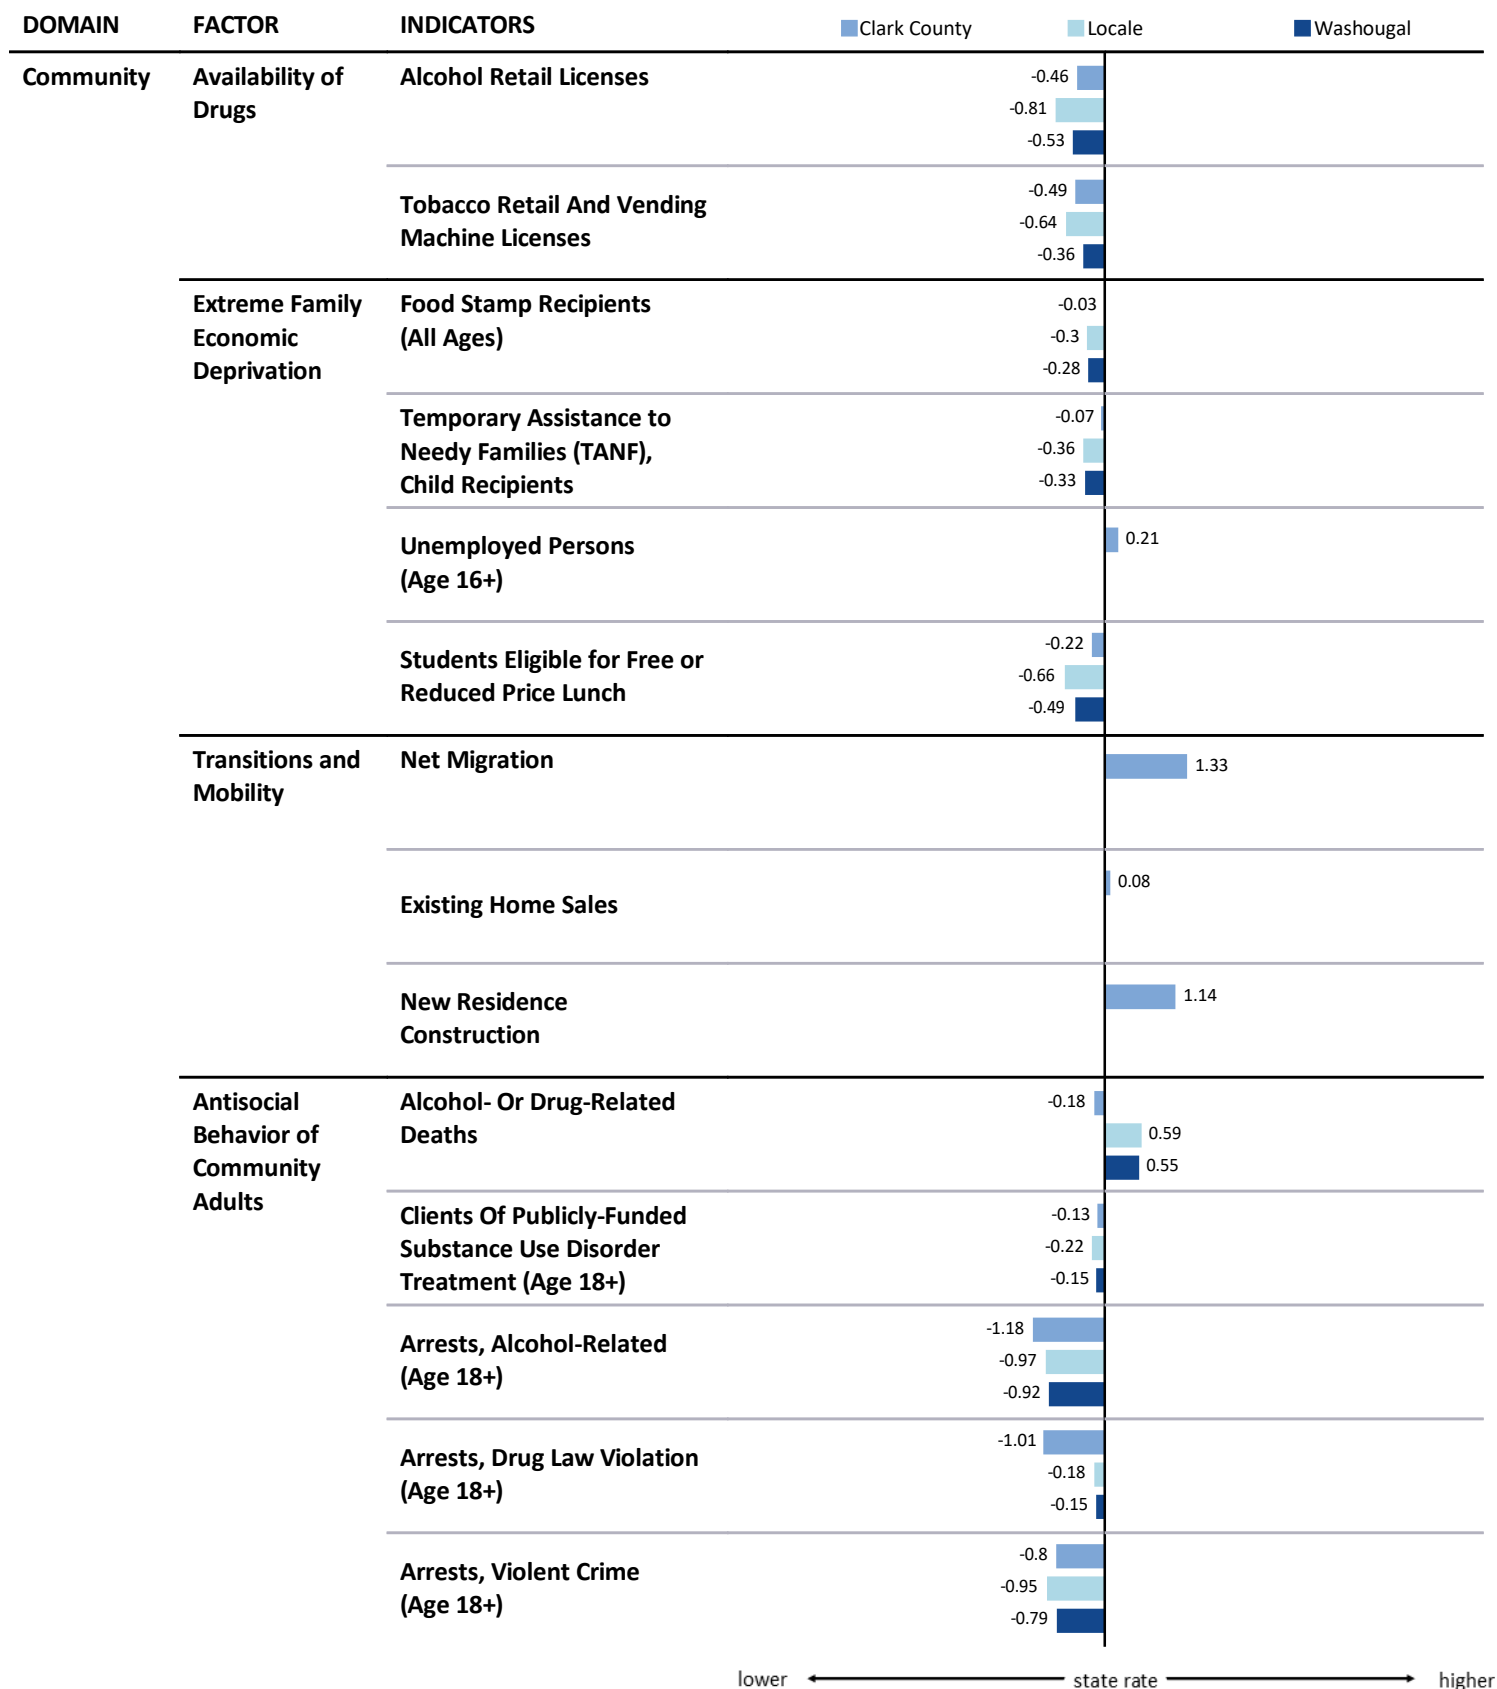 DOMAIN FACTOR INDICATORS Clark County Locale Washougal
Community Availability of Alcohol Retail Licenses
Drugs
-0.46
-0.81
-0.53
Tobacco Retail And Vending
Machine Licenses
-0.49
-0.64
-0.36
Extreme Family Food Stamp Recipients
Economic (All Ages)
Deprivation
-0.03
-0.3
-0.28
Temporary Assistance to
Needy Families (TANF),
Child Recipients
-0.07
-0.36
-0.33
Unemployed Persons
(Age 16+)
0.21
Students Eligible for Free or
Reduced Price Lunch
-0.22
-0.66
-0.49
Transitions and Net Migration
Mobility
1.33
Existing Home Sales
0.08
New Residence
Construction
1.14
Antisocial Alcohol- Or Drug-Related
Behavior of Deaths
Community
Adults
-0.18
0.59
0.55
Clients Of Publicly-Funded
Substance Use Disorder
Treatment (Age 18+)
-0.13
-0.22
-0.15
Arrests, Alcohol-Related
(Age 18+)
-1.18
-0.97
-0.92
Arrests, Drug Law Violation
(Age 18+)
-1.01
-0.18
-0.15
Arrests, Violent Crime
(Age 18+)
-0.8
-0.95
-0.79
lower state rate higher